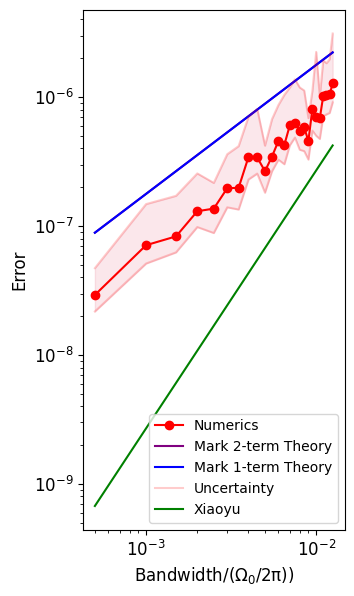 10⁻⁶
10⁻⁷
10⁻⁸
10⁻⁹
Error
Numerics
Mark 2-term Theory
Mark 1-term Theory
Uncertainty
Xiaoyu
10⁻³
10⁻²
Bandwidth/(Ω₀/2π))